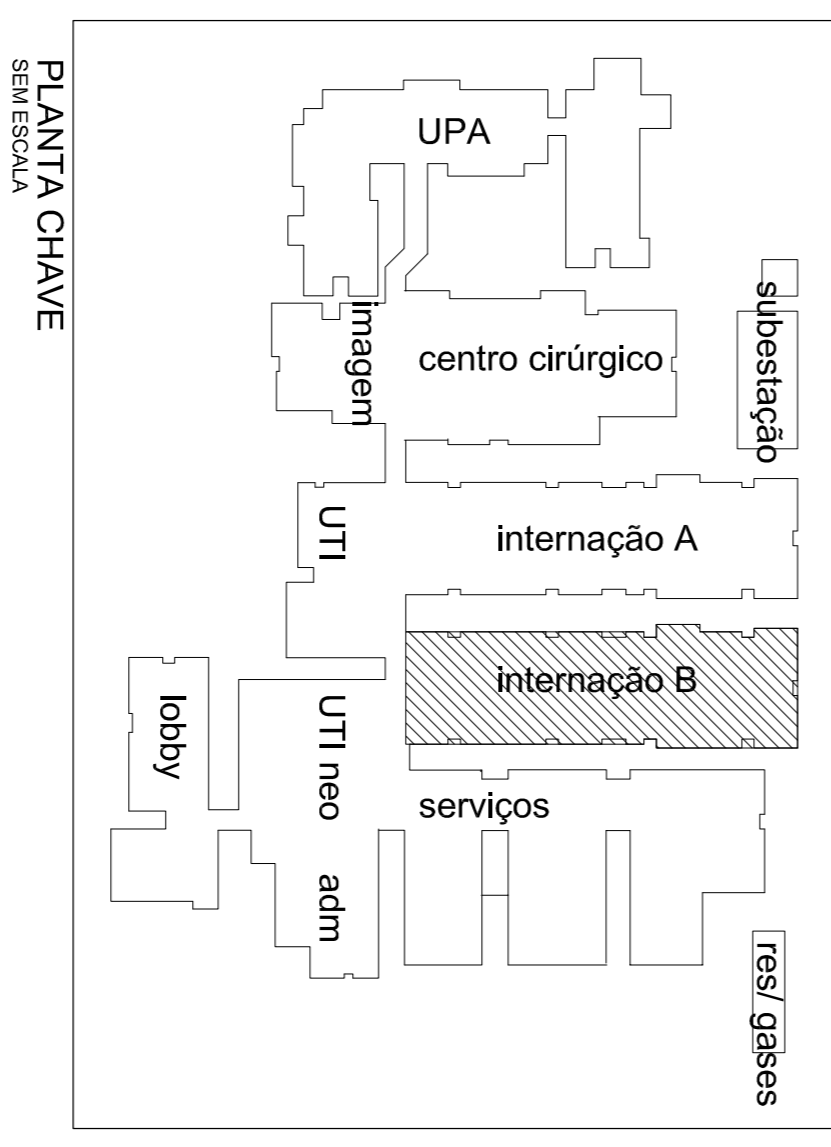 PLANTA CHAVE
SEM ESCALA
UPA
subestação
imagem
centro cirúrgico
UTI
internação A
internação B
lobby
UTI neo
serviços
adm
res/ gases